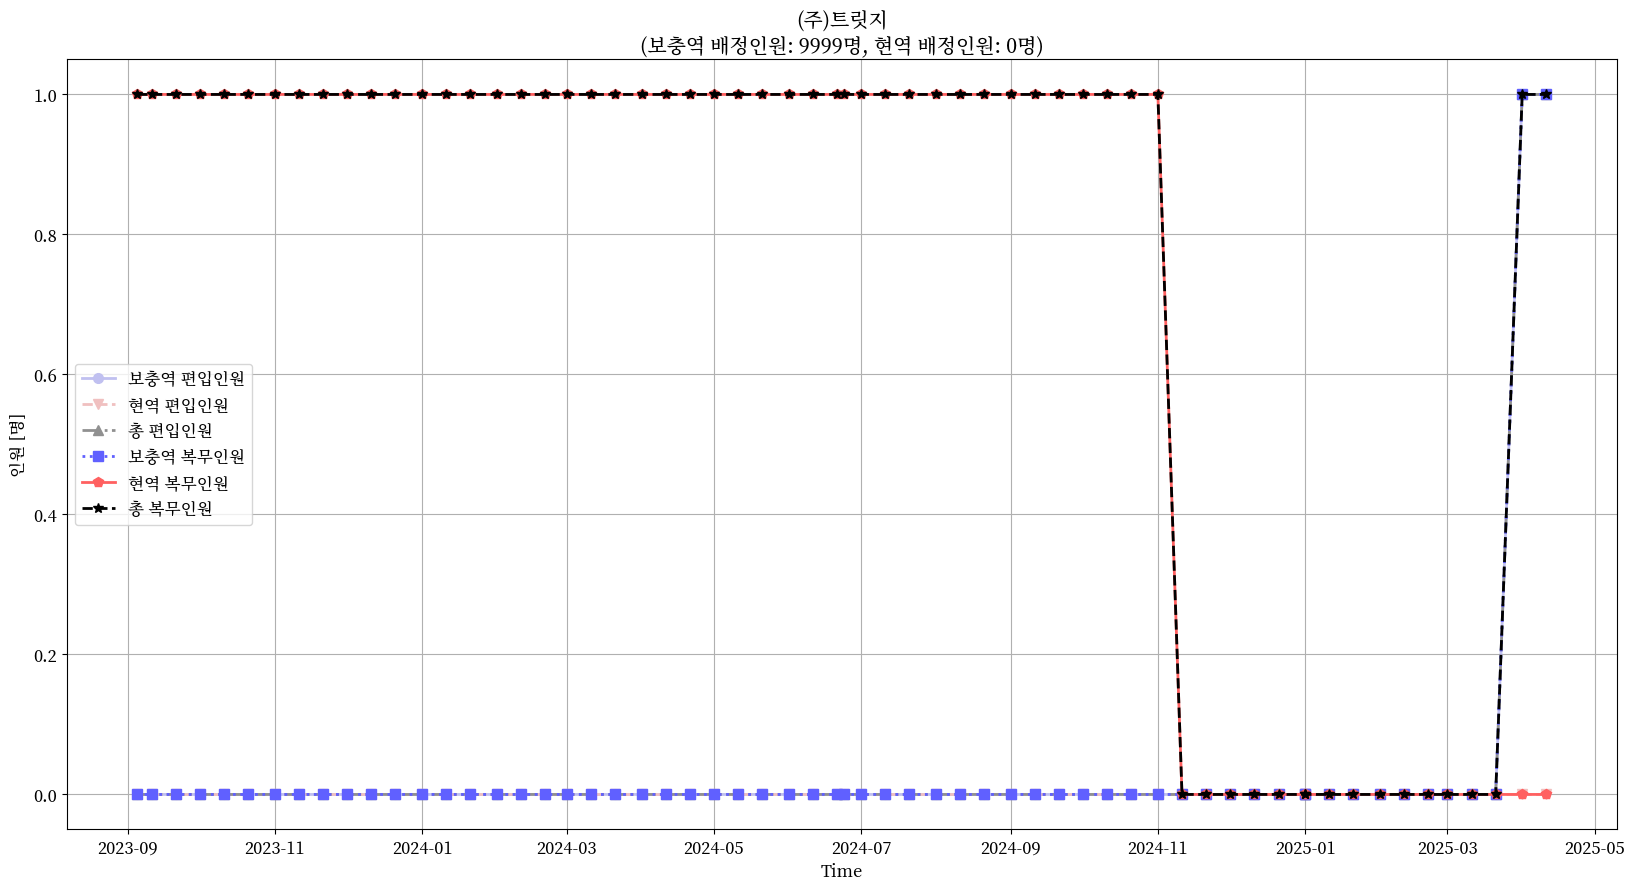 (주)트릿지
(보충역 배정인원: 9999명, 현역 배정인원: 0명)
1.0
0.8
0.6
0.4
0.2
0.0
인원 [명]
보충역 편입인원
현역 편입인원
총 편입인원
보충역 복무인원
현역 복무인원
총 복무인원
2023-09 2023-11 2024-01 2024-03 2024-05 2024-07 2024-09 2024-11 2025-01 2025-03 2025-05
Time